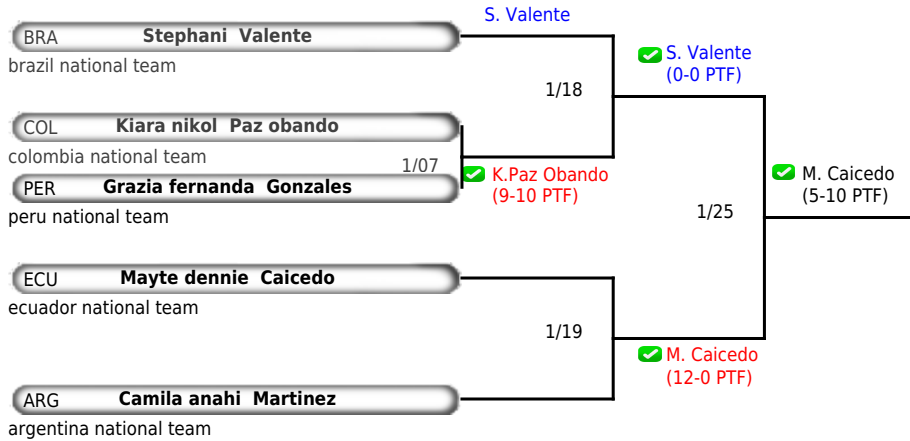 S. Valente
BRA Stephani Valente
brazil national team
S. Valente
(0-0 PTF)
1/18
COL Kiara nikol Paz obando
colombia national team
1/07
K.Paz Obando
(9-10 PTF)
PER Grazia fernanda Gonzales
peru national team
M. Caicedo
(5-10 PTF)
1/25
ECU Mayte dennie Caicedo
ecuador national team
1/19
M. Caicedo
(12-0 PTF)
ARG Camila anahi Martinez
argentina national team